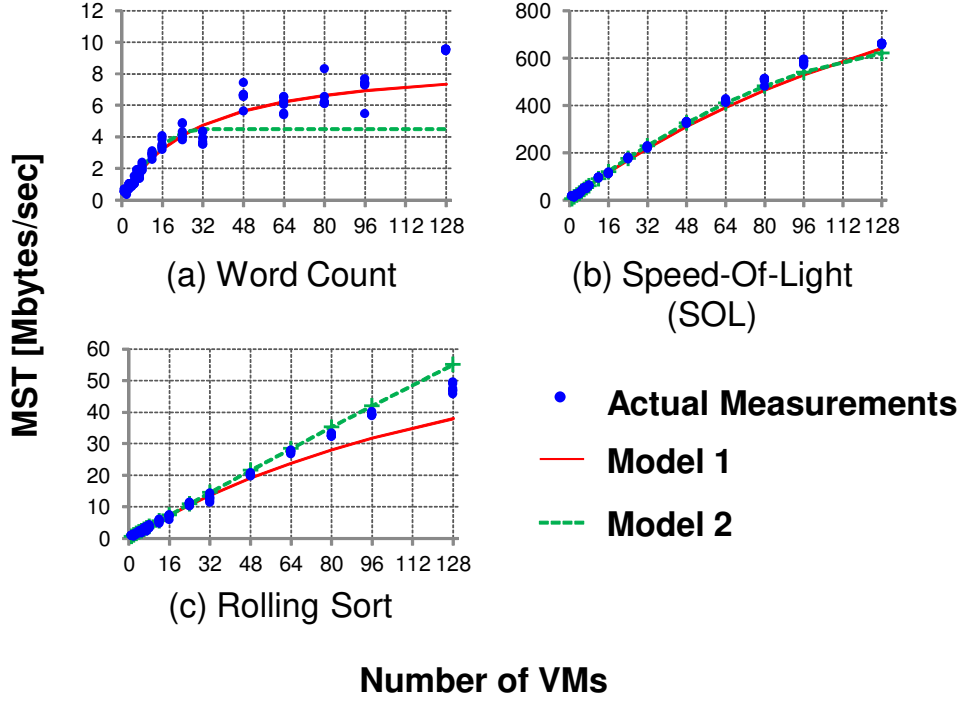 12
10
8
6
4
2
0
0 16 32 48 64 80 96 112 128
(a) Word Count
800
600
400
200
0
0 16 32 48 64 80 96 112 128
(b) Speed-Of-Light
(SOL)
MST [Mbytes/sec]
60
50
40
30
20
10
0
0 16 32 48 64 80 96 112 128
(c) Rolling Sort
Actual Measurements
Model 1
Model 2
Number of VMs